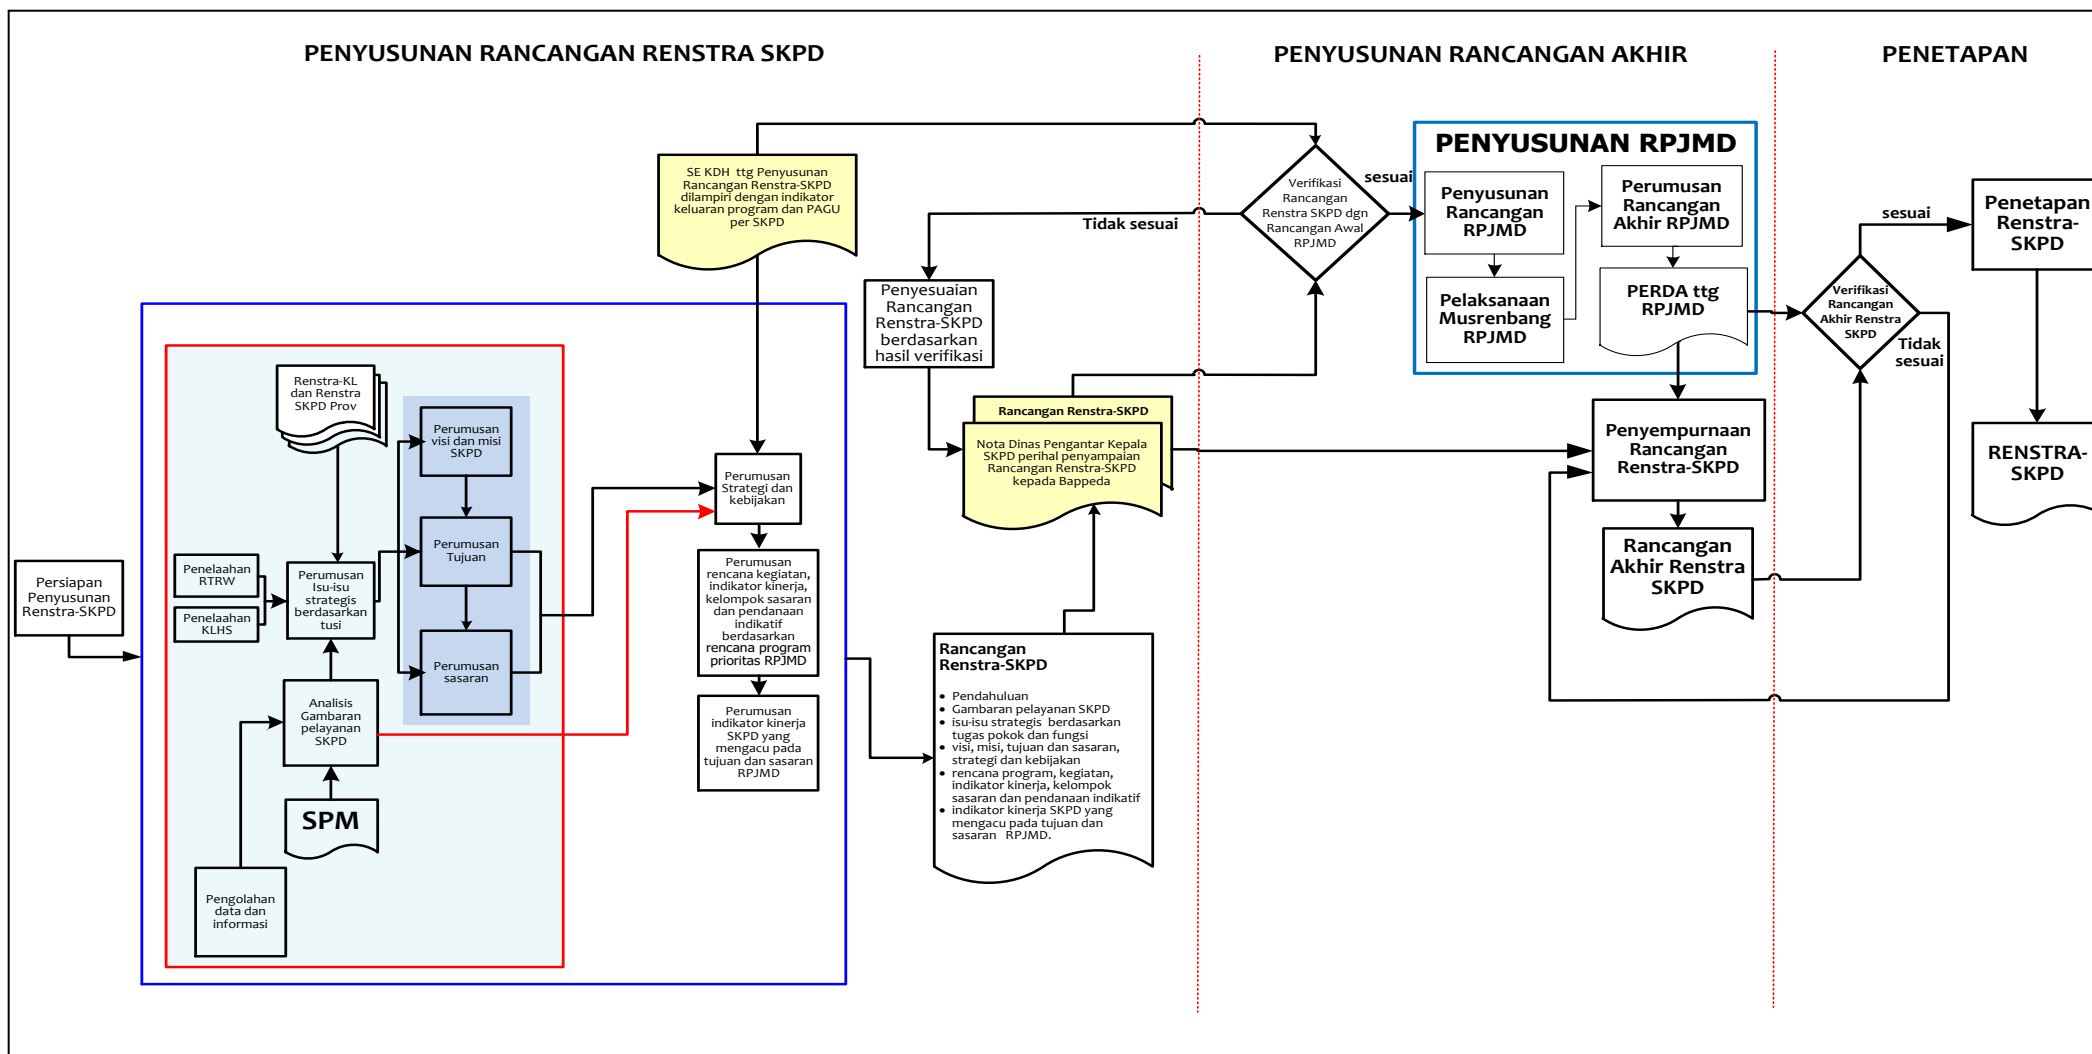 PENYUSUNAN RANCANGAN RENSTRA SKPD
PENYUSUNAN RANCANGAN AKHIR
PENETAPAN
SE KDH ttg Penyusunan
Rancangan Renstra-SKPD
dilampiri dengan indikator
keluaran program dan PAGU
per SKPD
Verifikasi
Rancangan
Renstra SKPD dgn
Rancangan Awal
RPJMD
sesuai
Tidak sesuai
PENYUSUNAN RPJMD
Penyusunan
Rancangan
RPJMD
Perumusan
Rancangan
Akhir RPJMD
Pelaksanaan
Musrenbang
RPJMD
PERDA ttg
RPJMD
sesuai
Penetapan
Renstra-
SKPD
Verifikasi
Rancangan
Akhir Renstra
SKPD
Tidak
sesuai
Penyesuaian
Rancangan
Renstra-SKPD
berdasarkan
hasil verifikasi
Renstra-KL
dan Renstra
SKPD Prov
Perumusan
visi dan misi
SKPD
Perumusan
Tujuan
Perumusan
sasaran
Rancangan Renstra-SKPD
Nota Dinas Pengantar Kepala
SKPD perihal penyampaian
Rancangan Renstra-SKPD
kepada Bappeda
Penyempurnaan
Rancangan
Renstra-SKPD
RENSTRA-
SKPD
Perumusan
Strategi dan
kebijakan
Persiapan
Penyusunan
Renstra-SKPD
Penelaahan
RTRW
Penelaahan
KLHS
Perumusan
Isu-isu
strategis
berdasarkan
tusi
Perumusan
rencana kegiatan,
indikator kinerja,
kelompok sasaran
dan pendanaan
indikatif
berdasarkan
rencana program
prioritas RPJMD
Rancangan
Akhir Renstra
SKPD
Analisis
Gambaran
pelayanan
SKPD
Perumusan
indikator kinerja
SKPD yang
mengacu pada
tujuan dan sasaran
RPJMD
Rancangan
Renstra-SKPD
• Pendahuluan
• Gambaran pelayanan SKPD
• isu-isu strategis berdasarkan
tugas pokok dan fungsi
• visi, misi, tujuan dan sasaran,
strategi dan kebijakan
• rencana program, kegiatan,
indikator kinerja, kelompok
sasaran dan pendanaan indikatif
• indikator kinerja SKPD yang
mengacu pada tujuan dan
sasaran RPJMD.
SPM
Pengolahan
data dan
informasi